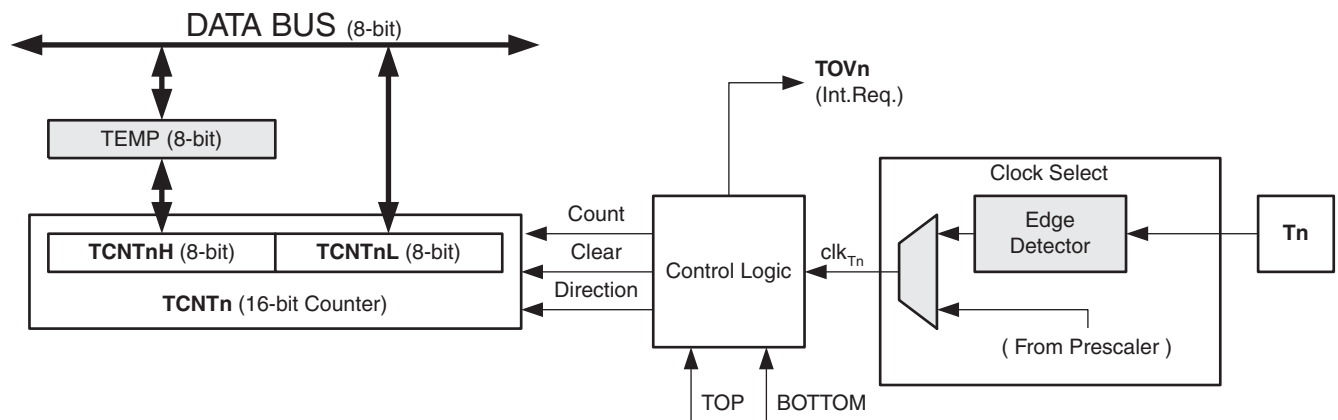 DATA BUS (8-bit)
TOVn
(Int.Req.)
TEMP (8-bit)
Clock Select
Count
Edge
Detector
Tn
TCNTnH (8-bit)
TCNTnL (8-bit)
Clear
Control Logic
clkTn
TCNTn (16-bit Counter)
Direction
( From Prescaler )
TOP
BOTTOM